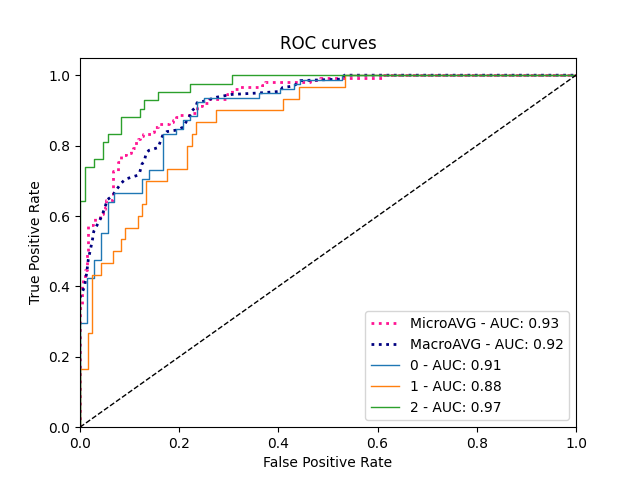 ROC curves
True Positive Rate
1.0
0.8
0.6
0.4
0.2
0.0
MicroAVG - AUC: 0.93
MacroAVG - AUC: 0.92
0 - AUC: 0.91
1 - AUC: 0.88
2 - AUC: 0.97
0.0 0.2 0.4 0.6 0.8 1.0
False Positive Rate